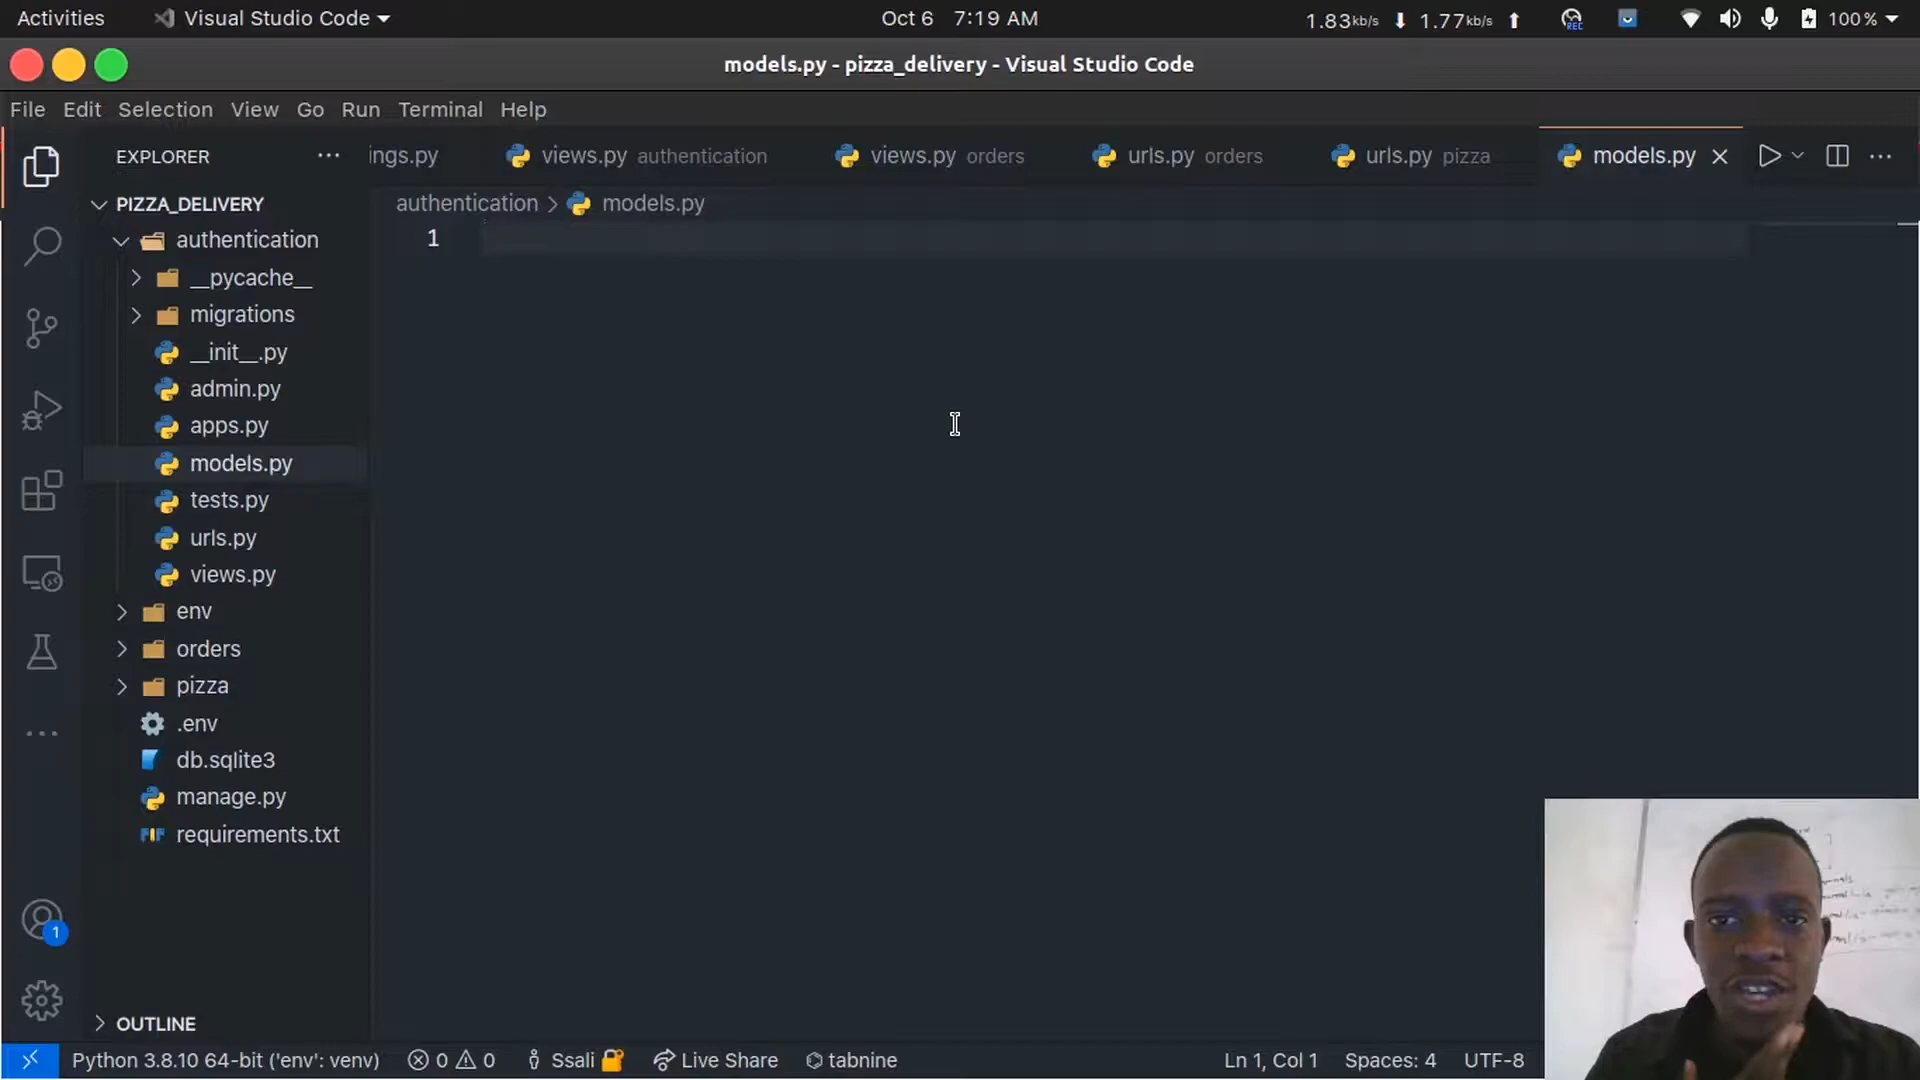 Activities Visual Studio Code Oct 6 7:19 AM 1.83kb/s 1.77kb/s REC 100%
models.py - pizza_delivery - Visual Studio Code
File Edit Selection View Go Run Terminal Help
EXPLORER ings.py views.py authentication views.py orders urls.py orders urls.py pizza models.py
PIZZA_DELIVERY authentication > models.py
authentication 1
__pycache__
migrations
__init__.py
admin.py
apps.py
models.py
tests.py
urls.py
views.py
env
orders
pizza
.env
db.sqlite3
manage.py
requirements.txt
1
OUTLINE
Python 3.8.10 64-bit ('env': venv) 0 0 Ssali Live Share tabnine Ln 1, Col 1 Spaces: 4 UTF-8